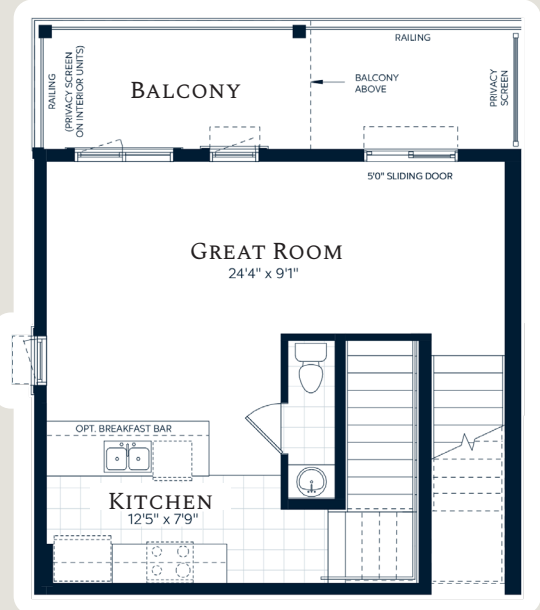 RAILING
RAILING
(PRIVACY SCREEN
ON INTERIOR UNITS)
BALCONY
BALCONY
ABOVE
PRIVACY
SCREEN
5'0" SLIDING DOOR
GREAT ROOM
24'4" x 9'1"
OPT. BREAKFAST BAR
KITCHEN
12'5" x 7'9"